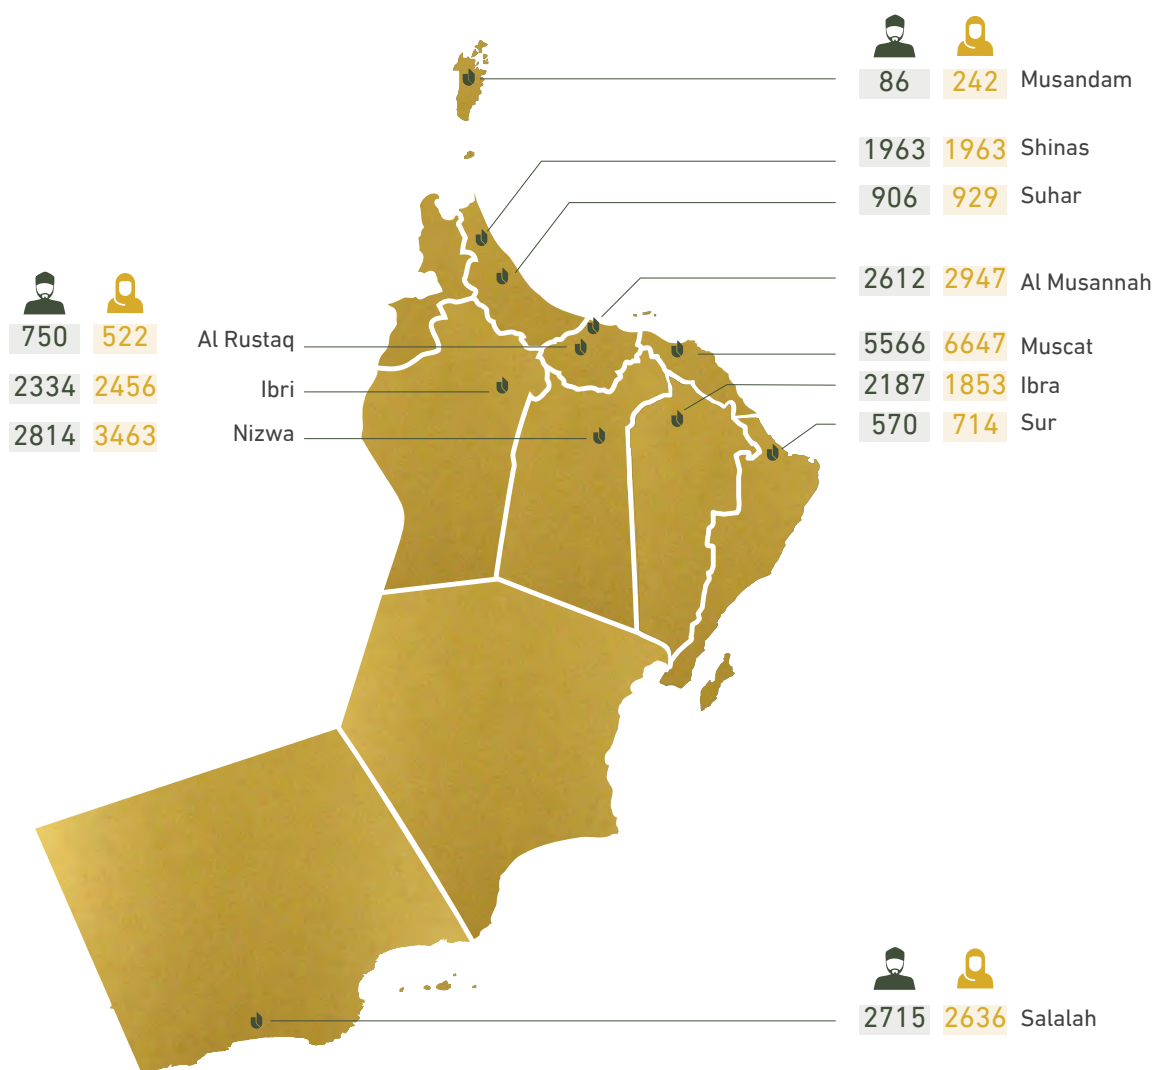 86 242 Musandam
1963 1963 Shinas
906 929 Suhar
2612 2947 Al Musannah
750 522 Al Rustaq
5566 6647 Muscat
2334 2456 Ibri
2187 1853 Ibra
2814 3463 Nizwa
570 714 Sur
2715 2636 Salalah